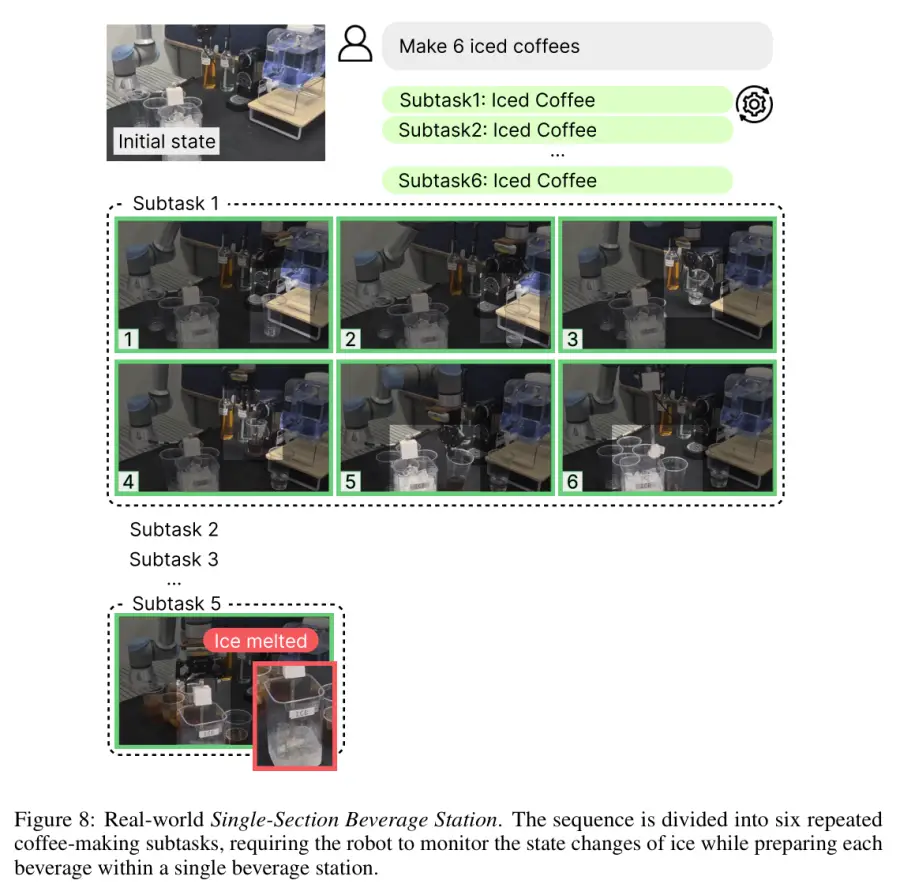 Initial state
Make 6 iced coffees
Subtask1: Iced Coffee
Subtask2: Iced Coffee
...
Subtask6: Iced Coffee
Subtask 1
1
2
3
4
5
6
Subtask 2
Subtask 3
...
Subtask 5
Ice melted
ICE
Figure 8: Real-world Single-Section Beverage Station. The sequence is divided into six repeated
coffee-making subtasks, requiring the robot to monitor the state changes of ice while preparing each
beverage within a single beverage station.